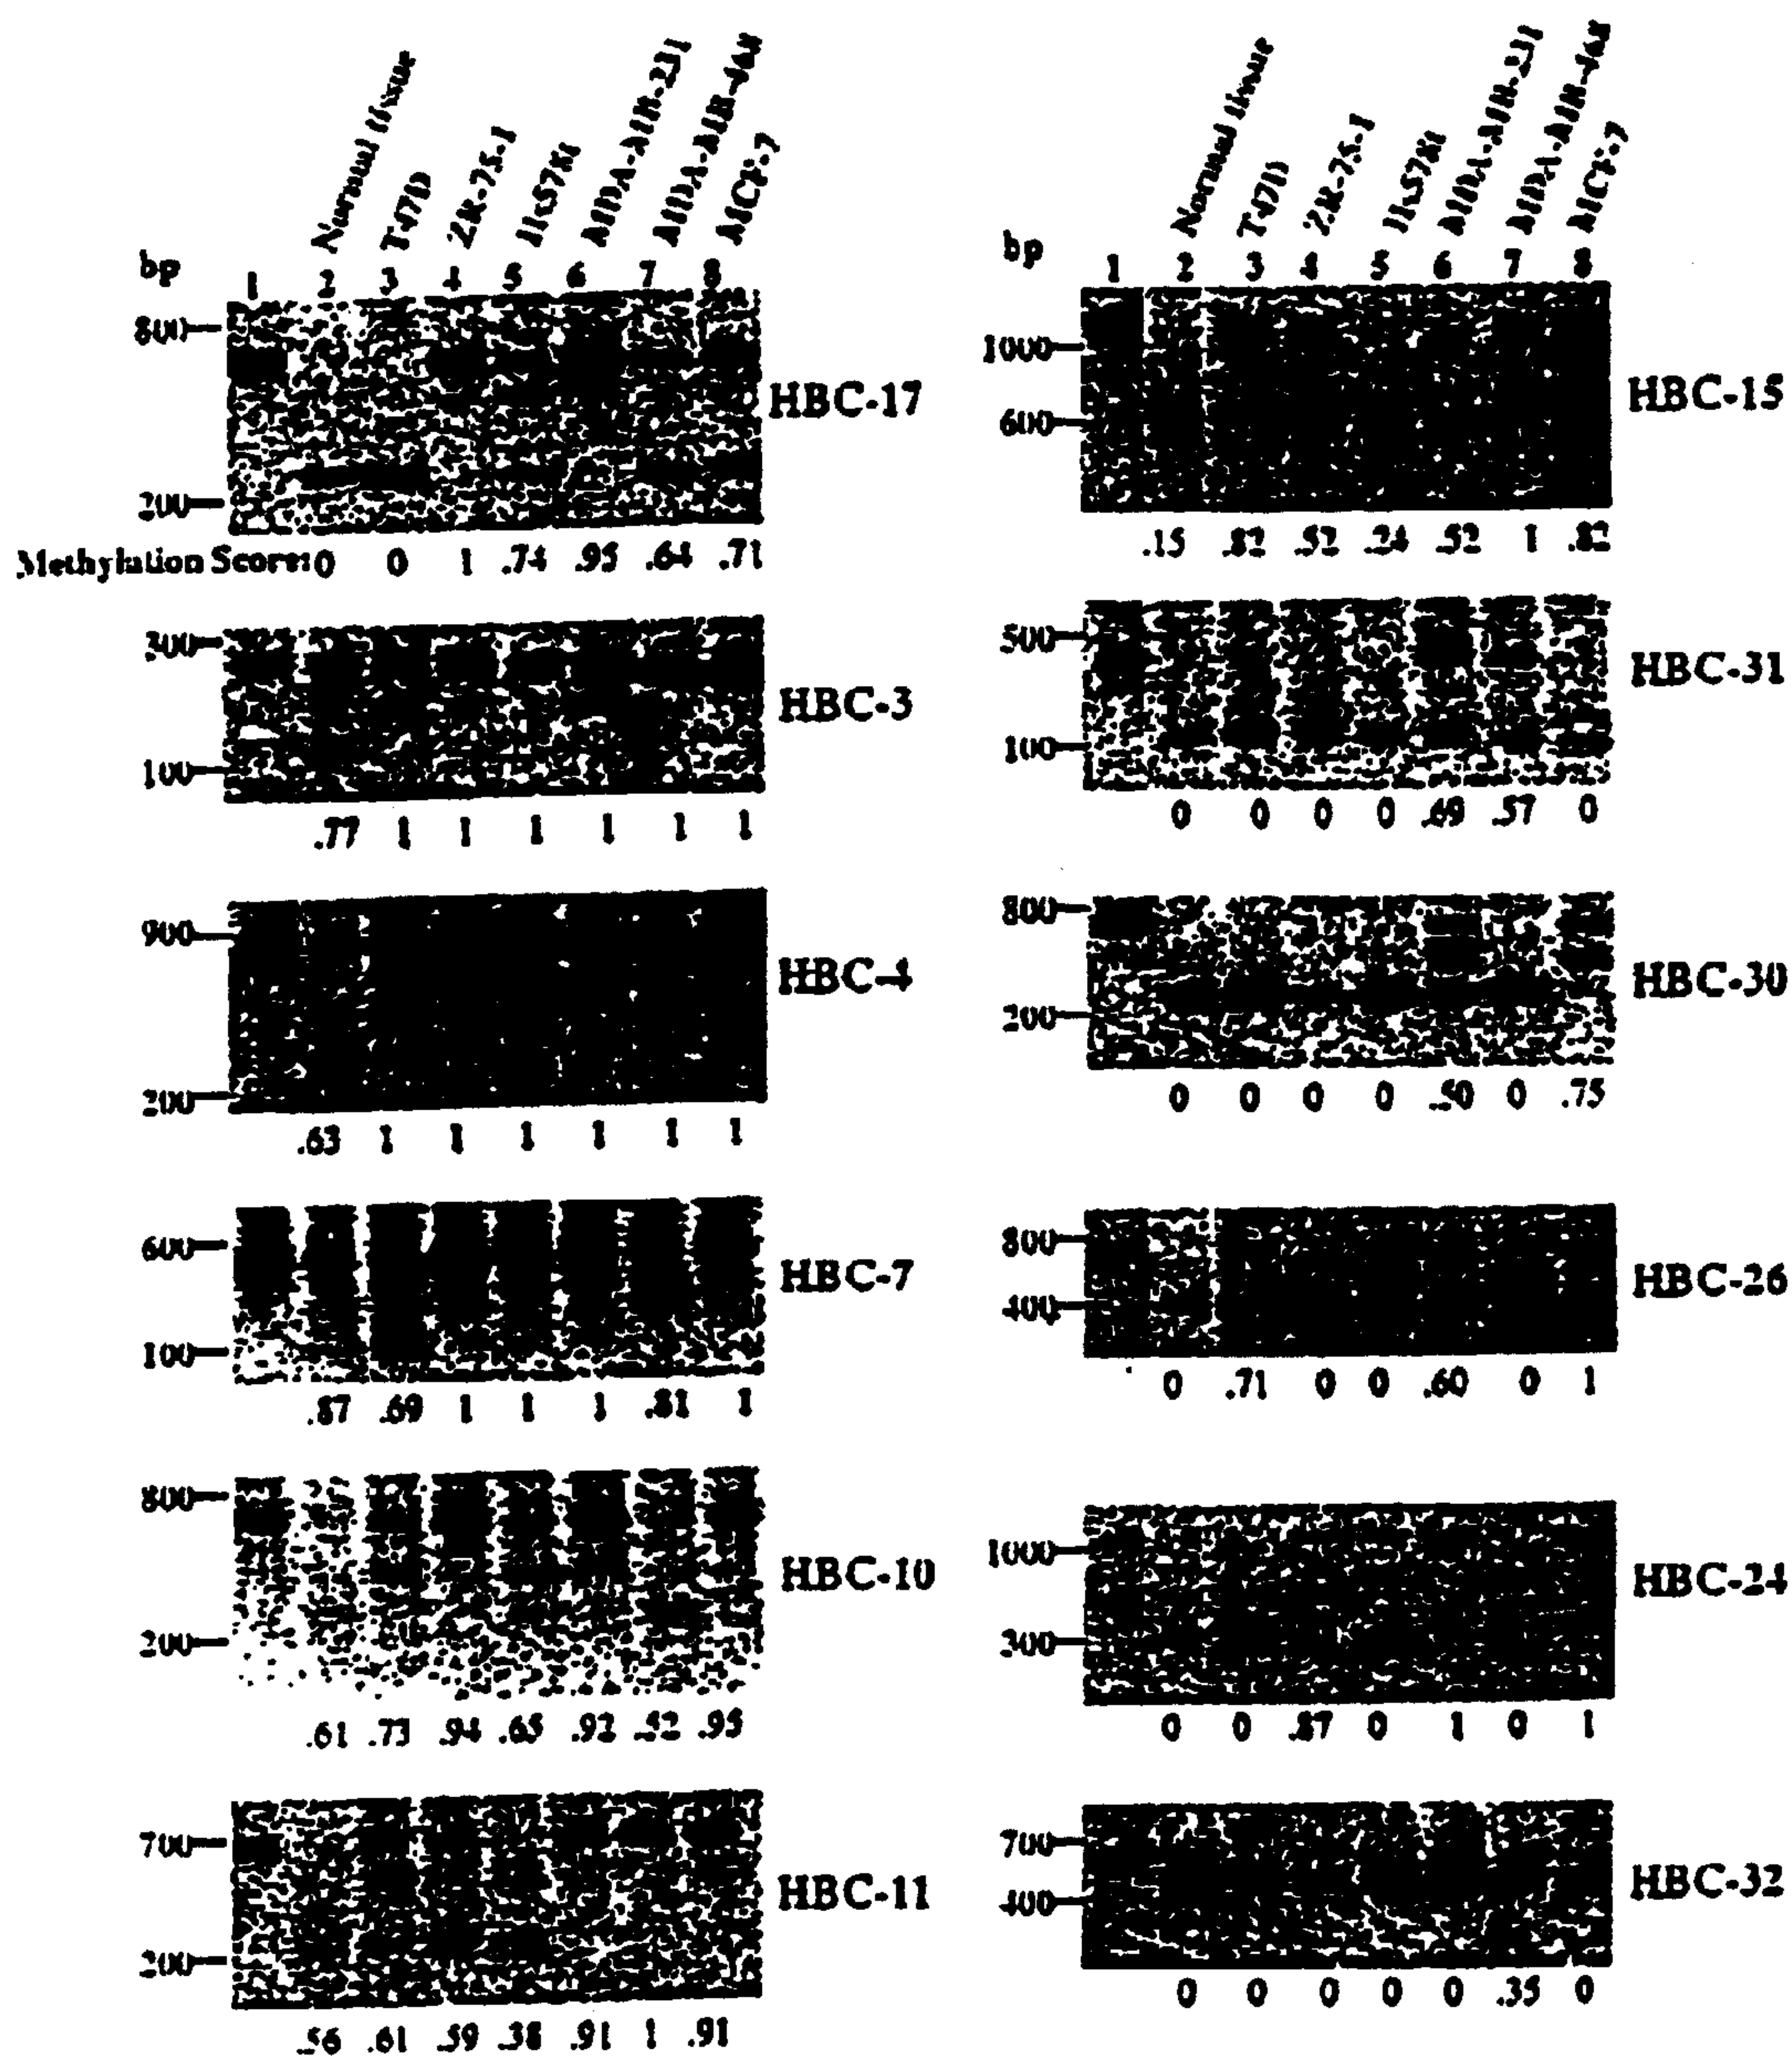 Normal tissue T47D ZR-75-1 Hs578t MDA-MB-231 MDA-MB-468 MCF-7
bp 1 2 3 4 5 6 7 8
800
200
HBC-17
Methylation Score: 0 0 1 .74 .95 .64 .71
300
100
HBC-3
.77 1 1 1 1 1 1
900
200
HBC-4
.63 1 1 1 1 1 1
600
100
HBC-7
.87 .69 1 1 1 .81 1
800
200
HBC-10
.61 .73 .94 .65 .92 .52 .95
700
200
HBC-11
.56 .61 .59 .38 .91 1 .91
Normal tissue T47D ZR-75-1 Hs578t MDA-MB-231 MDA-MB-468 MCF-7
bp 1 2 3 4 5 6 7 8
1000
600
HBC-15
.15 .82 .52 .24 .52 1 .82
500
100
HBC-31
0 0 0 0 .69 .57 0
800
200
HBC-30
0 0 0 0 .50 0 .75
800
400
HBC-26
0 .71 0 0 .60 0 1
1000
300
HBC-24
0 0 .87 0 1 0 1
700
400
HBC-32
0 0 0 0 0 .35 0